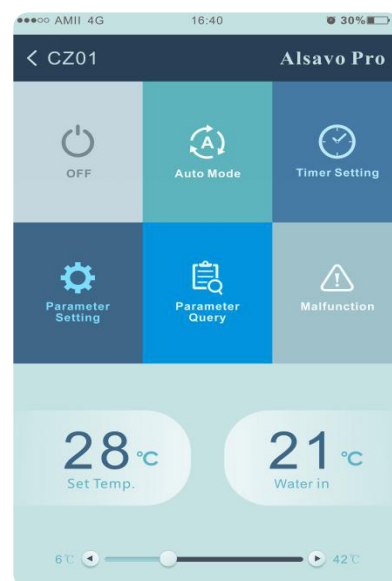 ●●●○○ AMII 4G 16:40 30%
CZ01 Alsavo Pro
OFF
Auto Mode
Timer Setting
Parameter
Setting
Parameter
Query
Malfunction
28 °C
Set Temp.
21 °C
Water in
6℃ 42℃